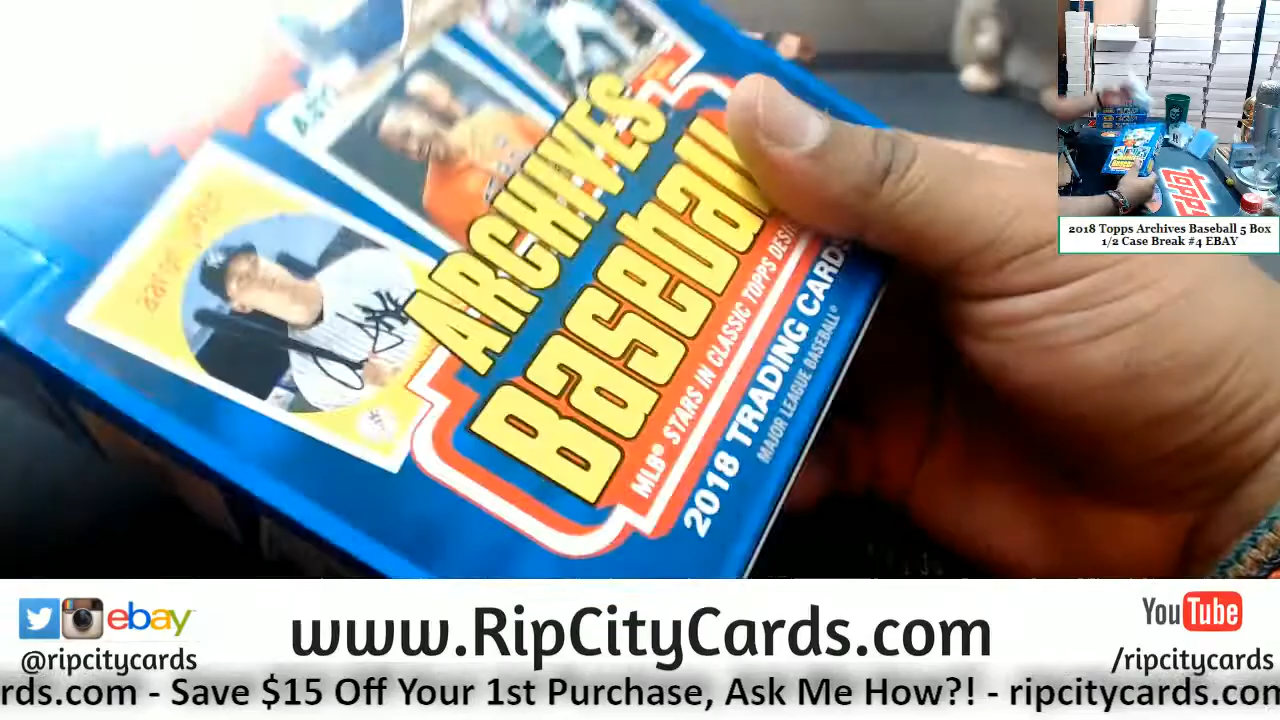 ARCHIVES
Baseball
MLB® STARS IN CLASSIC TOPPS
2018 TRADING CARDS
MAJOR LEAGUE BASEBALL®
TOPPS
2018 Topps Archives Baseball 5 Box
1/2 Case Break #4 EBAY
ebay
@ripcitycards
www.RipCityCards.com
YouTube
/ripcitycards
rds.com - Save $15 Off Your 1st Purchase, Ask Me How?! - ripcitycards.com